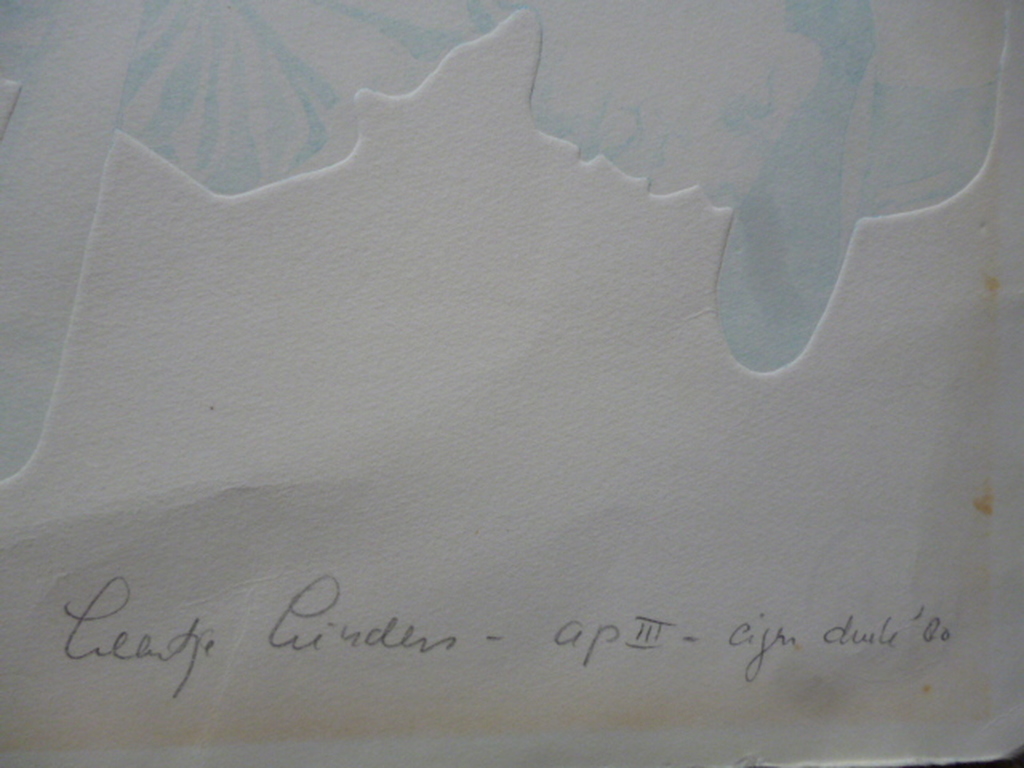 Leentje Linders - ap III - eigen druk '80